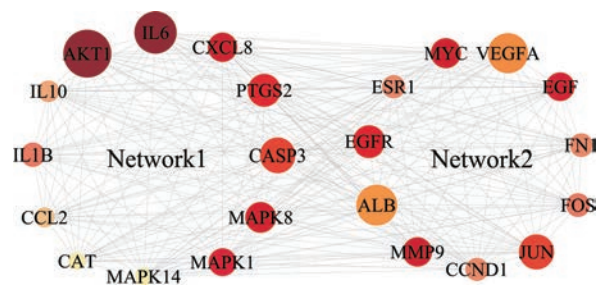 AKT1
IL6
CXCL8
PTGS2
IL10
IL1B
Network1
CASP3
CCL2
MAPK8
CAT
MAPK14
MAPK1
MYC
VEGFA
ESR1
EGF
EGFR
Network2
FN1
ALB
FOS
MMP9
CCND1
JUN